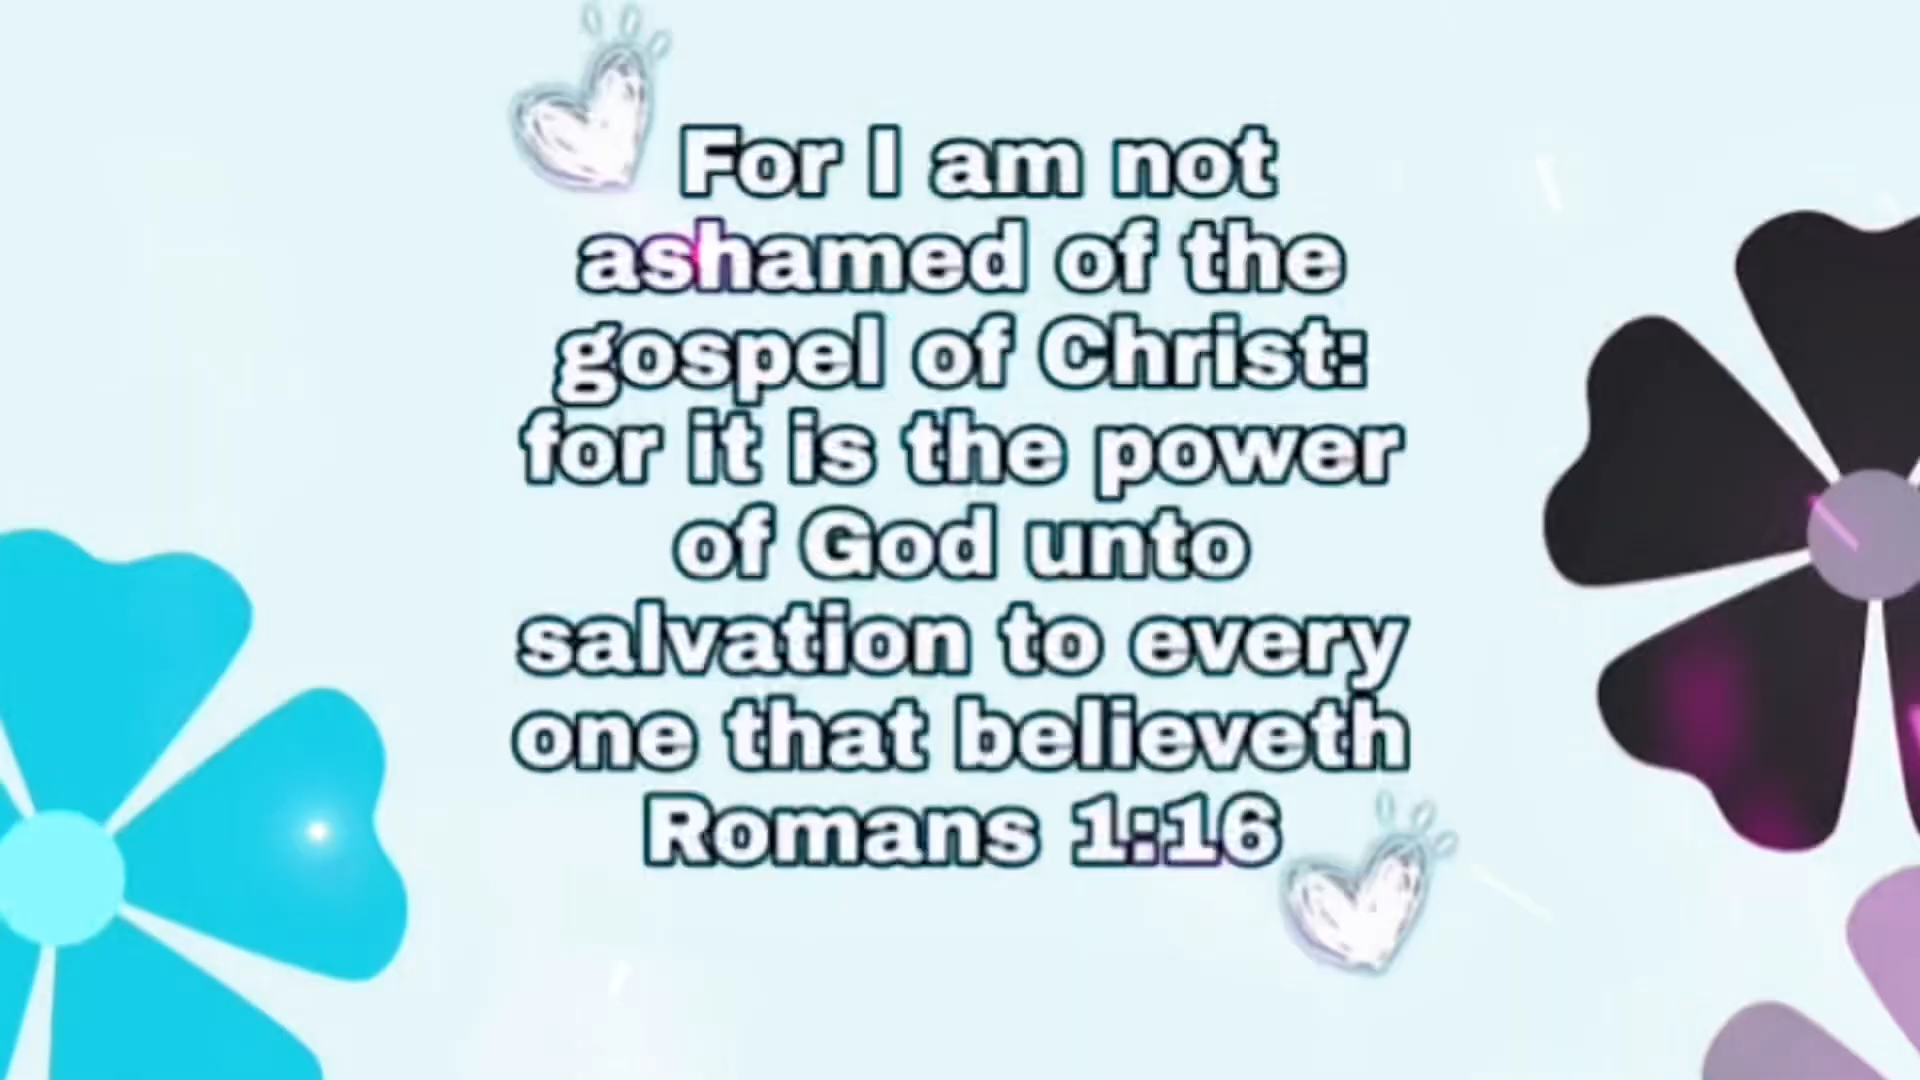 For I am not
ashamed of the
gospel of Christ:
for it is the power
of God unto
salvation to every
one that believeth
Romans 1:16